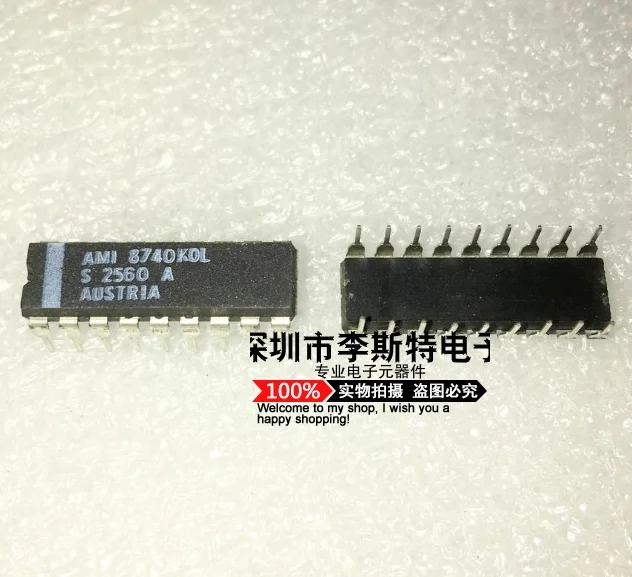 AMI 8740KOL
S 2560 A
AUSTRIA
深圳市李斯特电子
专业电子元器件
100% 实物拍摄 盗图必究
Welcome to my shop, I wish you a
happy shopping!